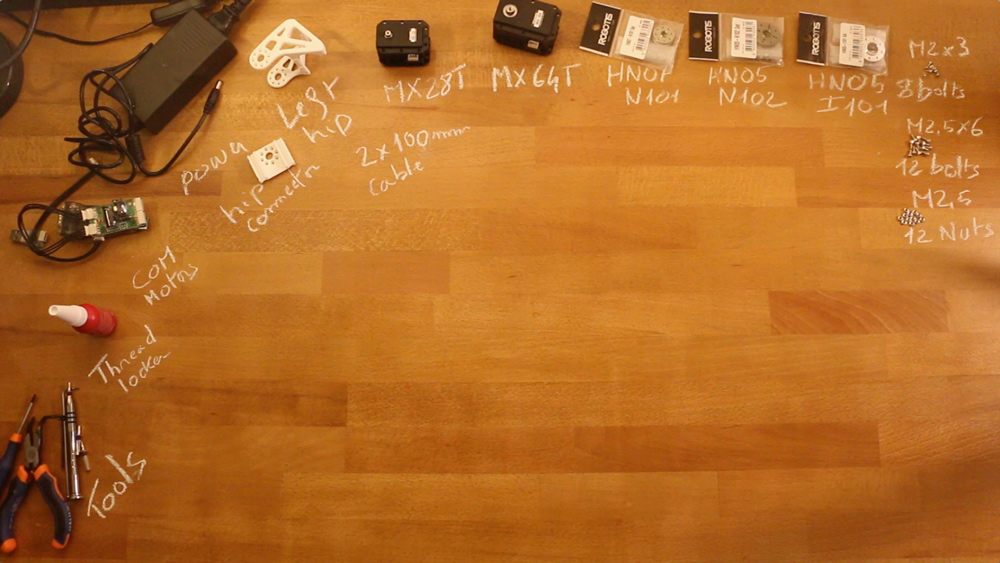 ROBOTIS
ROBOTIS
ROBOTIS
Leg +
hip
MX28T
MX64T
HN07
N101
HN05
N102
HN05
I101
M2x3
8 bolts
M2.5x6
12 bolts
M2,5
12 Nuts
power
hip
connector
2x100mm
Cable
COM
Motors
Thread
locker
Tools